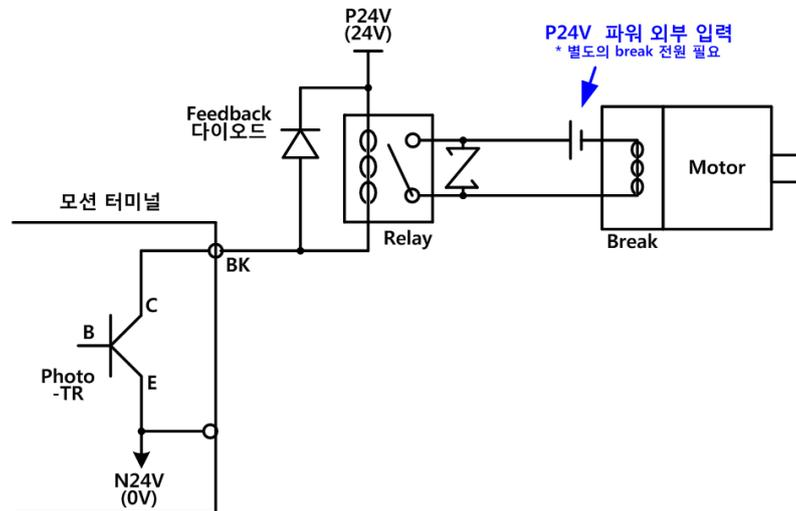 P24V
(24V)
P24V 파워 외부 입력
* 별도의 break 전원 필요
Feedback
다이오드
Motor
모션 터미널
Relay
Break
BK
C
B
Photo
-TR
E
N24V
(0V)